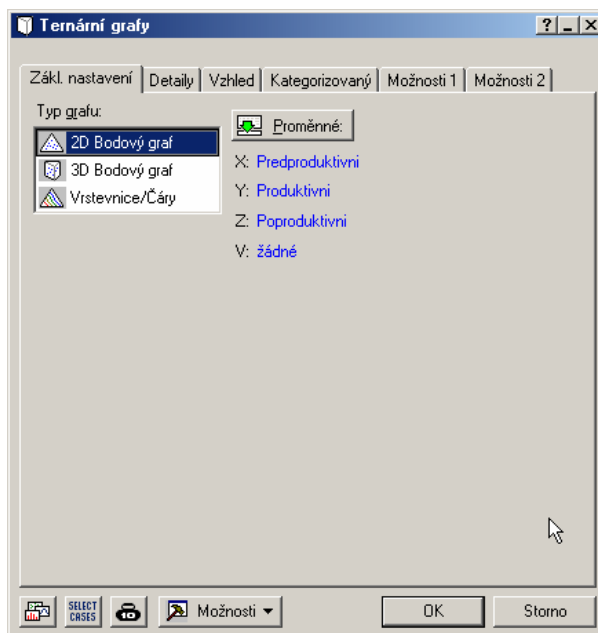 Ternární grafy
Zákl. nastavení Detaily Vzhled Kategorizovaný Možnosti 1 Možnosti 2
Typ grafu:
2D Bodový graf
3D Bodový graf
Vrstevnice/Čáry
Proměnné:
X: Predproduktivni
Y: Produktivni
Z: Poproduktivni
V: žádné
SELECT
CASES
Možnosti
OK
Storno